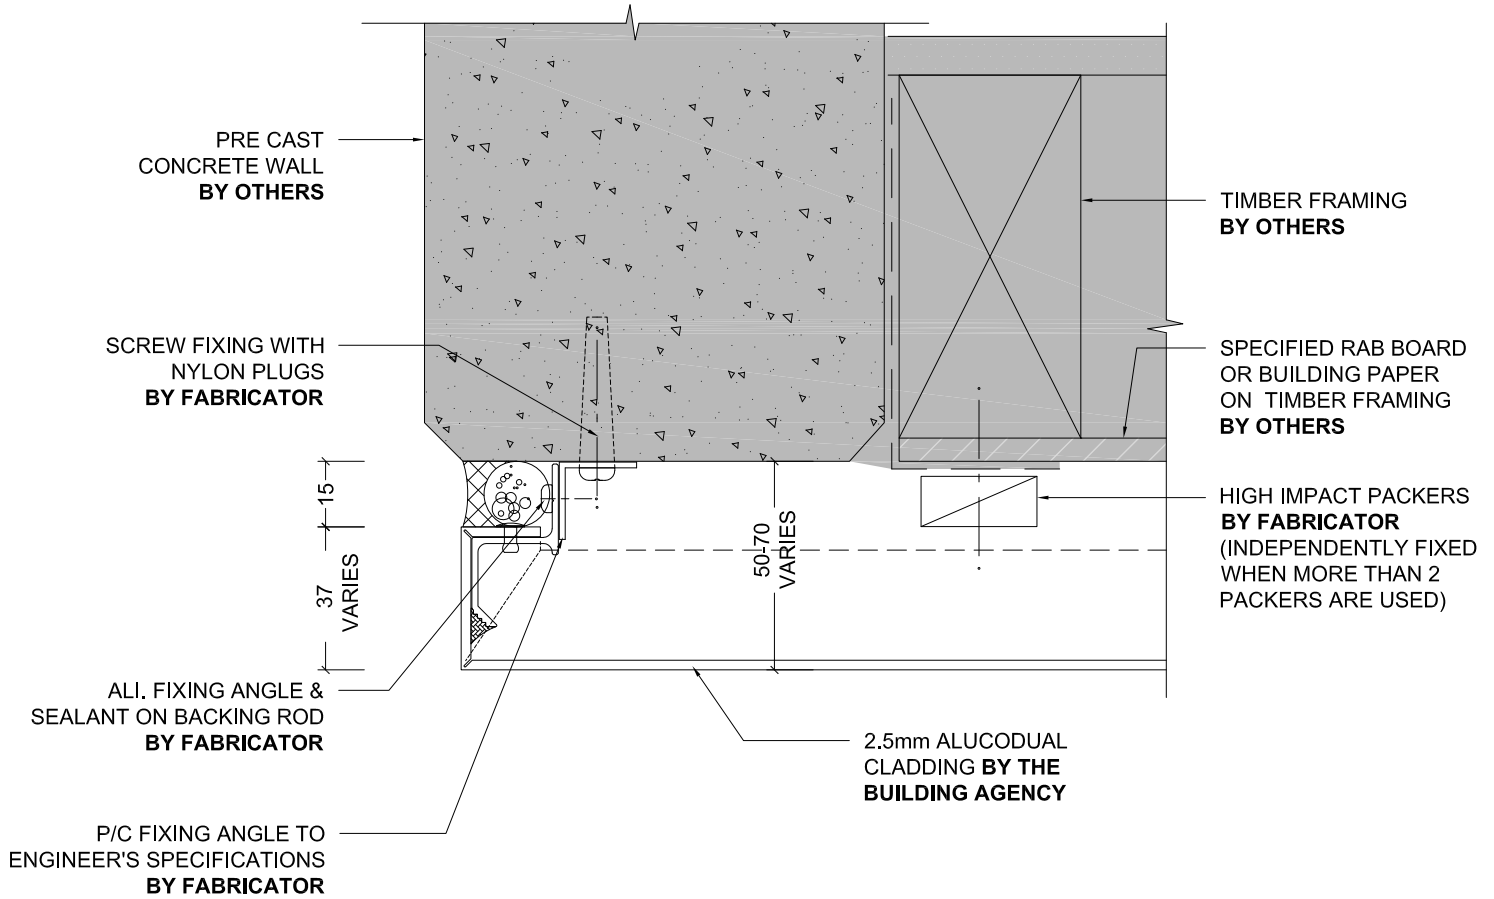 PRE CAST
CONCRETE WALL
BY OTHERS
TIMBER FRAMING
BY OTHERS
SCREW FIXING WITH
NYLON PLUGS
BY FABRICATOR
SPECIFIED RAB BOARD
OR BUILDING PAPER
ON TIMBER FRAMING
BY OTHERS
15
37
VARIES
50-70
VARIES
HIGH IMPACT PACKERS
BY FABRICATOR
(INDEPENDENTLY FIXED
WHEN MORE THAN 2
PACKERS ARE USED)
ALI. FIXING ANGLE &
SEALANT ON BACKING ROD
BY FABRICATOR
2.5mm ALUCODUAL
CLADDING BY THE
BUILDING AGENCY
P/C FIXING ANGLE TO
ENGINEER'S SPECIFICATIONS
BY FABRICATOR